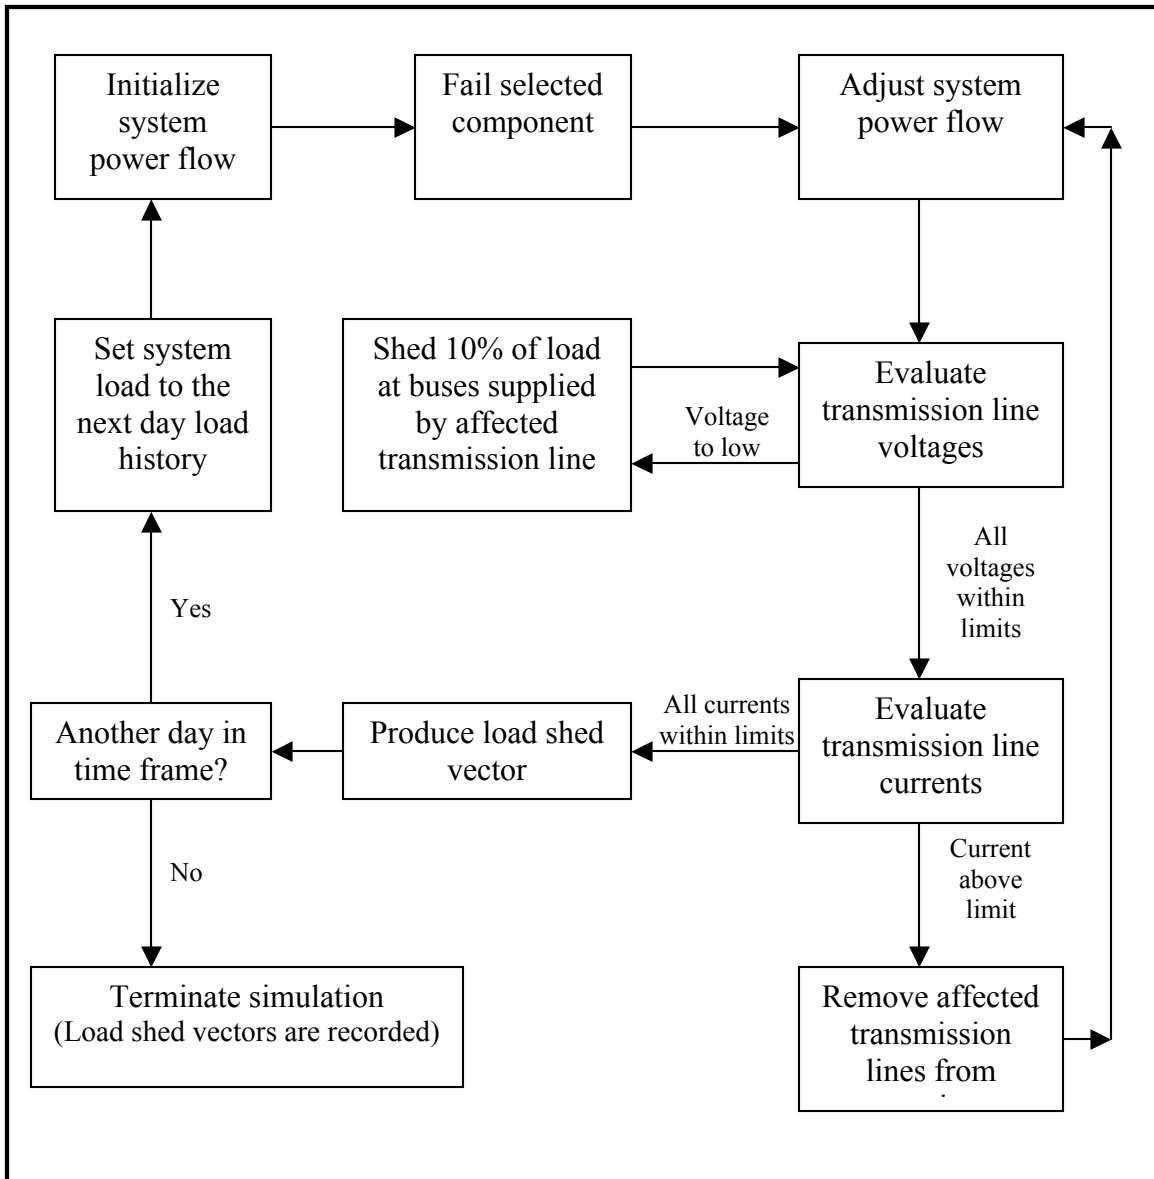 Initialize
system
power flow
Fail selected
component
Adjust system
power flow
Set system
load to the
next day load
history
Shed 10% of load
at buses supplied
by affected
transmission line
Voltage
to low
Evaluate
transmission line
voltages
All
voltages
within
limits
Yes
Another day in
time frame?
Produce load shed
vector
All currents
within limits
Evaluate
transmission line
currents
No
Current
above
limit
Terminate simulation
(Load shed vectors are recorded)
Remove affected
transmission
lines from